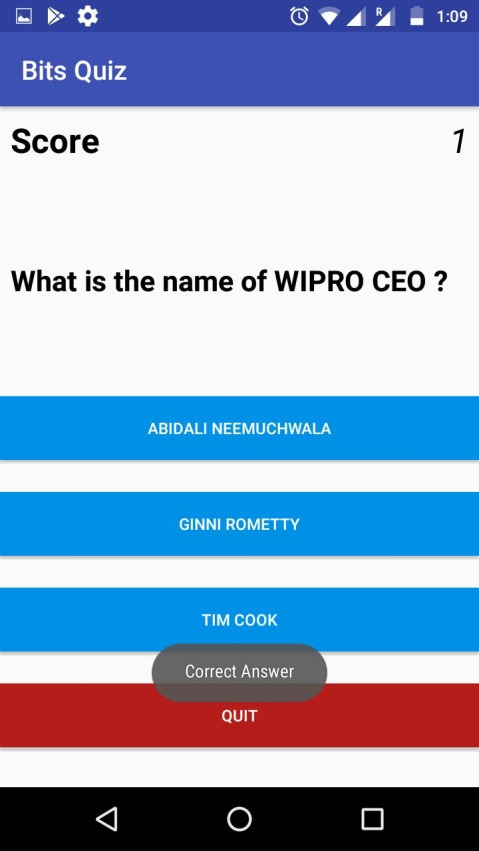 R 1:09
Bits Quiz
Score 1
What is the name of WIPRO CEO ?
ABIDALI NEEMUCHWALA
GINNI ROMETTY
TIM COOK
Correct Answer
QUIT